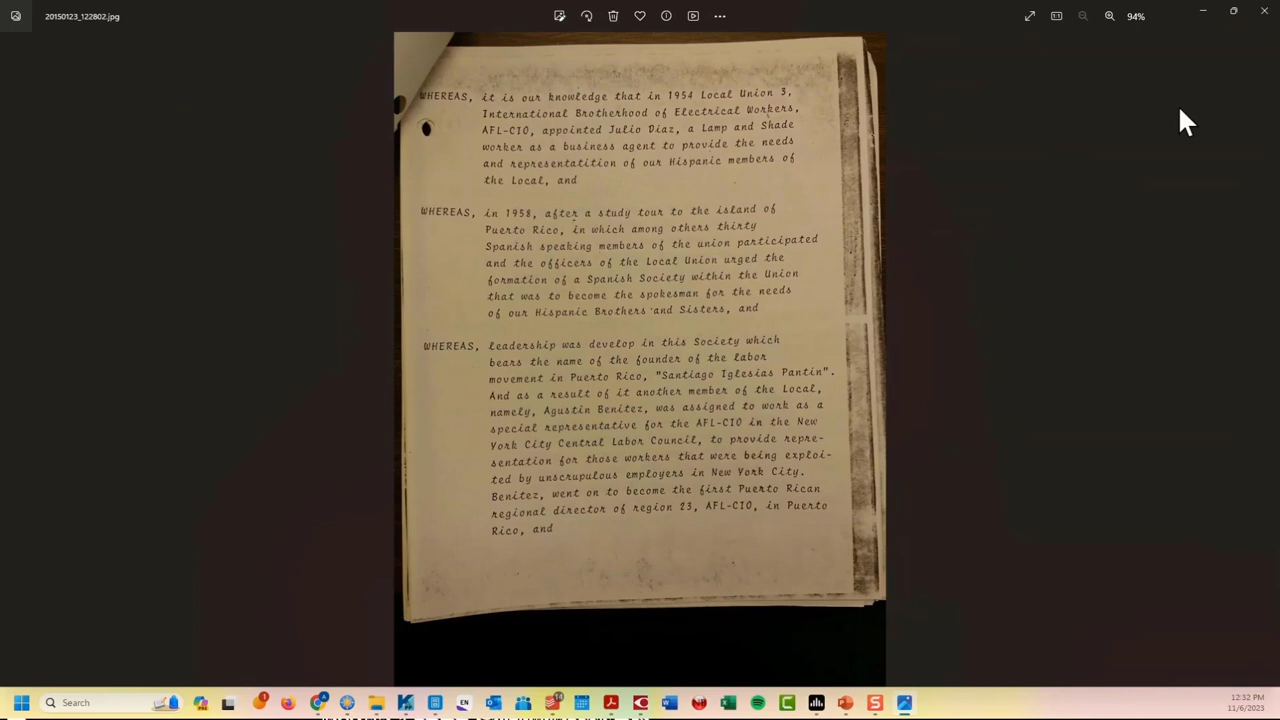 20150123_122802.jpg
94%
WHEREAS, it is our knowledge that in 1954 Local Union 3,
International Brotherhood of Electrical Workers,
AFL-CIO, appointed Julio Diaz, a Lamp and Shade
worker as a business agent to provide the needs
and representatition of our Hispanic members of
the Local, and
WHEREAS, in 1958, after a study tour to the island of
Puerto Rico, in which among others thirty
Spanish speaking members of the union participated
and the officers of the Local Union urged the
formation of a Spanish Society within the Union
that was to become the spokesman for the needs
of our Hispanic Brothers and Sisters, and
WHEREAS, leadership was develop in this Society which
bears the name of the founder of the labor
movement in Puerto Rico, "Santiago Iglesias Pantin".
And as a result of it another member of the Local,
namely, Agustin Benitez, was assigned to work as a
special representative for the AFL-CIO in the New
York City Central Labor Council, to provide repre-
sentation for those workers that were being exploi-
ted by unscrupulous employers in New York City.
Benitez, went on to become the first Puerto Rican
regional director of region 23, AFL-CIO, in Puerto
Rico, and
Search
EN
12:32 PM
11/6/2023